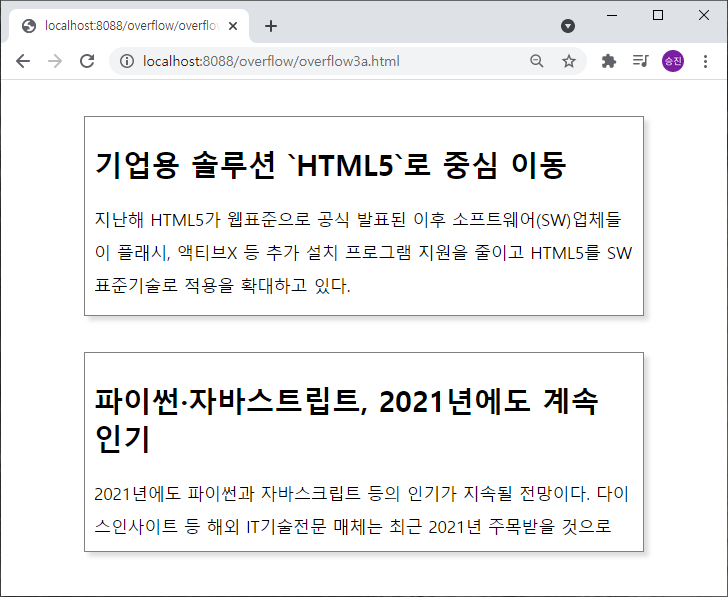 localhost:8088/overflow/overflow
localhost:8088/overflow/overflow3a.html
승진
기업용 솔루션 `HTML5`로 중심 이동
지난해 HTML5가 웹표준으로 공식 발표된 이후 소프트웨어(SW)업체들
이 플래시, 액티브X 등 추가 설치 프로그램 지원을 줄이고 HTML5를 SW
표준기술로 적용을 확대하고 있다.
파이썬·자바스트립트, 2021년에도 계속
인기
2021년에도 파이썬과 자바스크립트 등의 인기가 지속될 전망이다. 다이
스인사이트 등 해외 IT기술전문 매체는 최근 2021년 주목받을 것으로